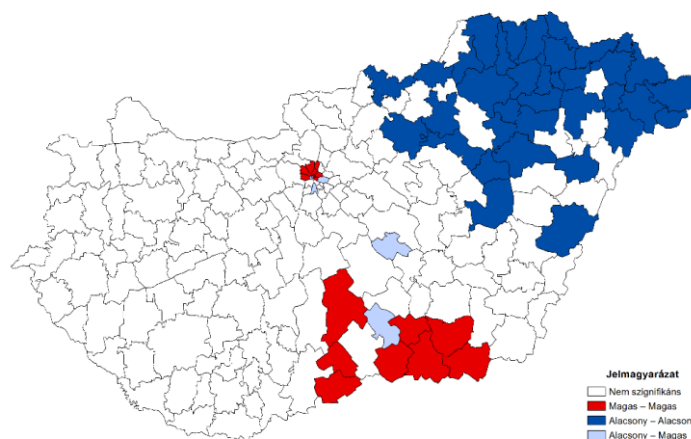 Jelmagyarázat
Nem szignifikáns
Magas – Magas
Alacsony – Alacson
Alacsony – Magas